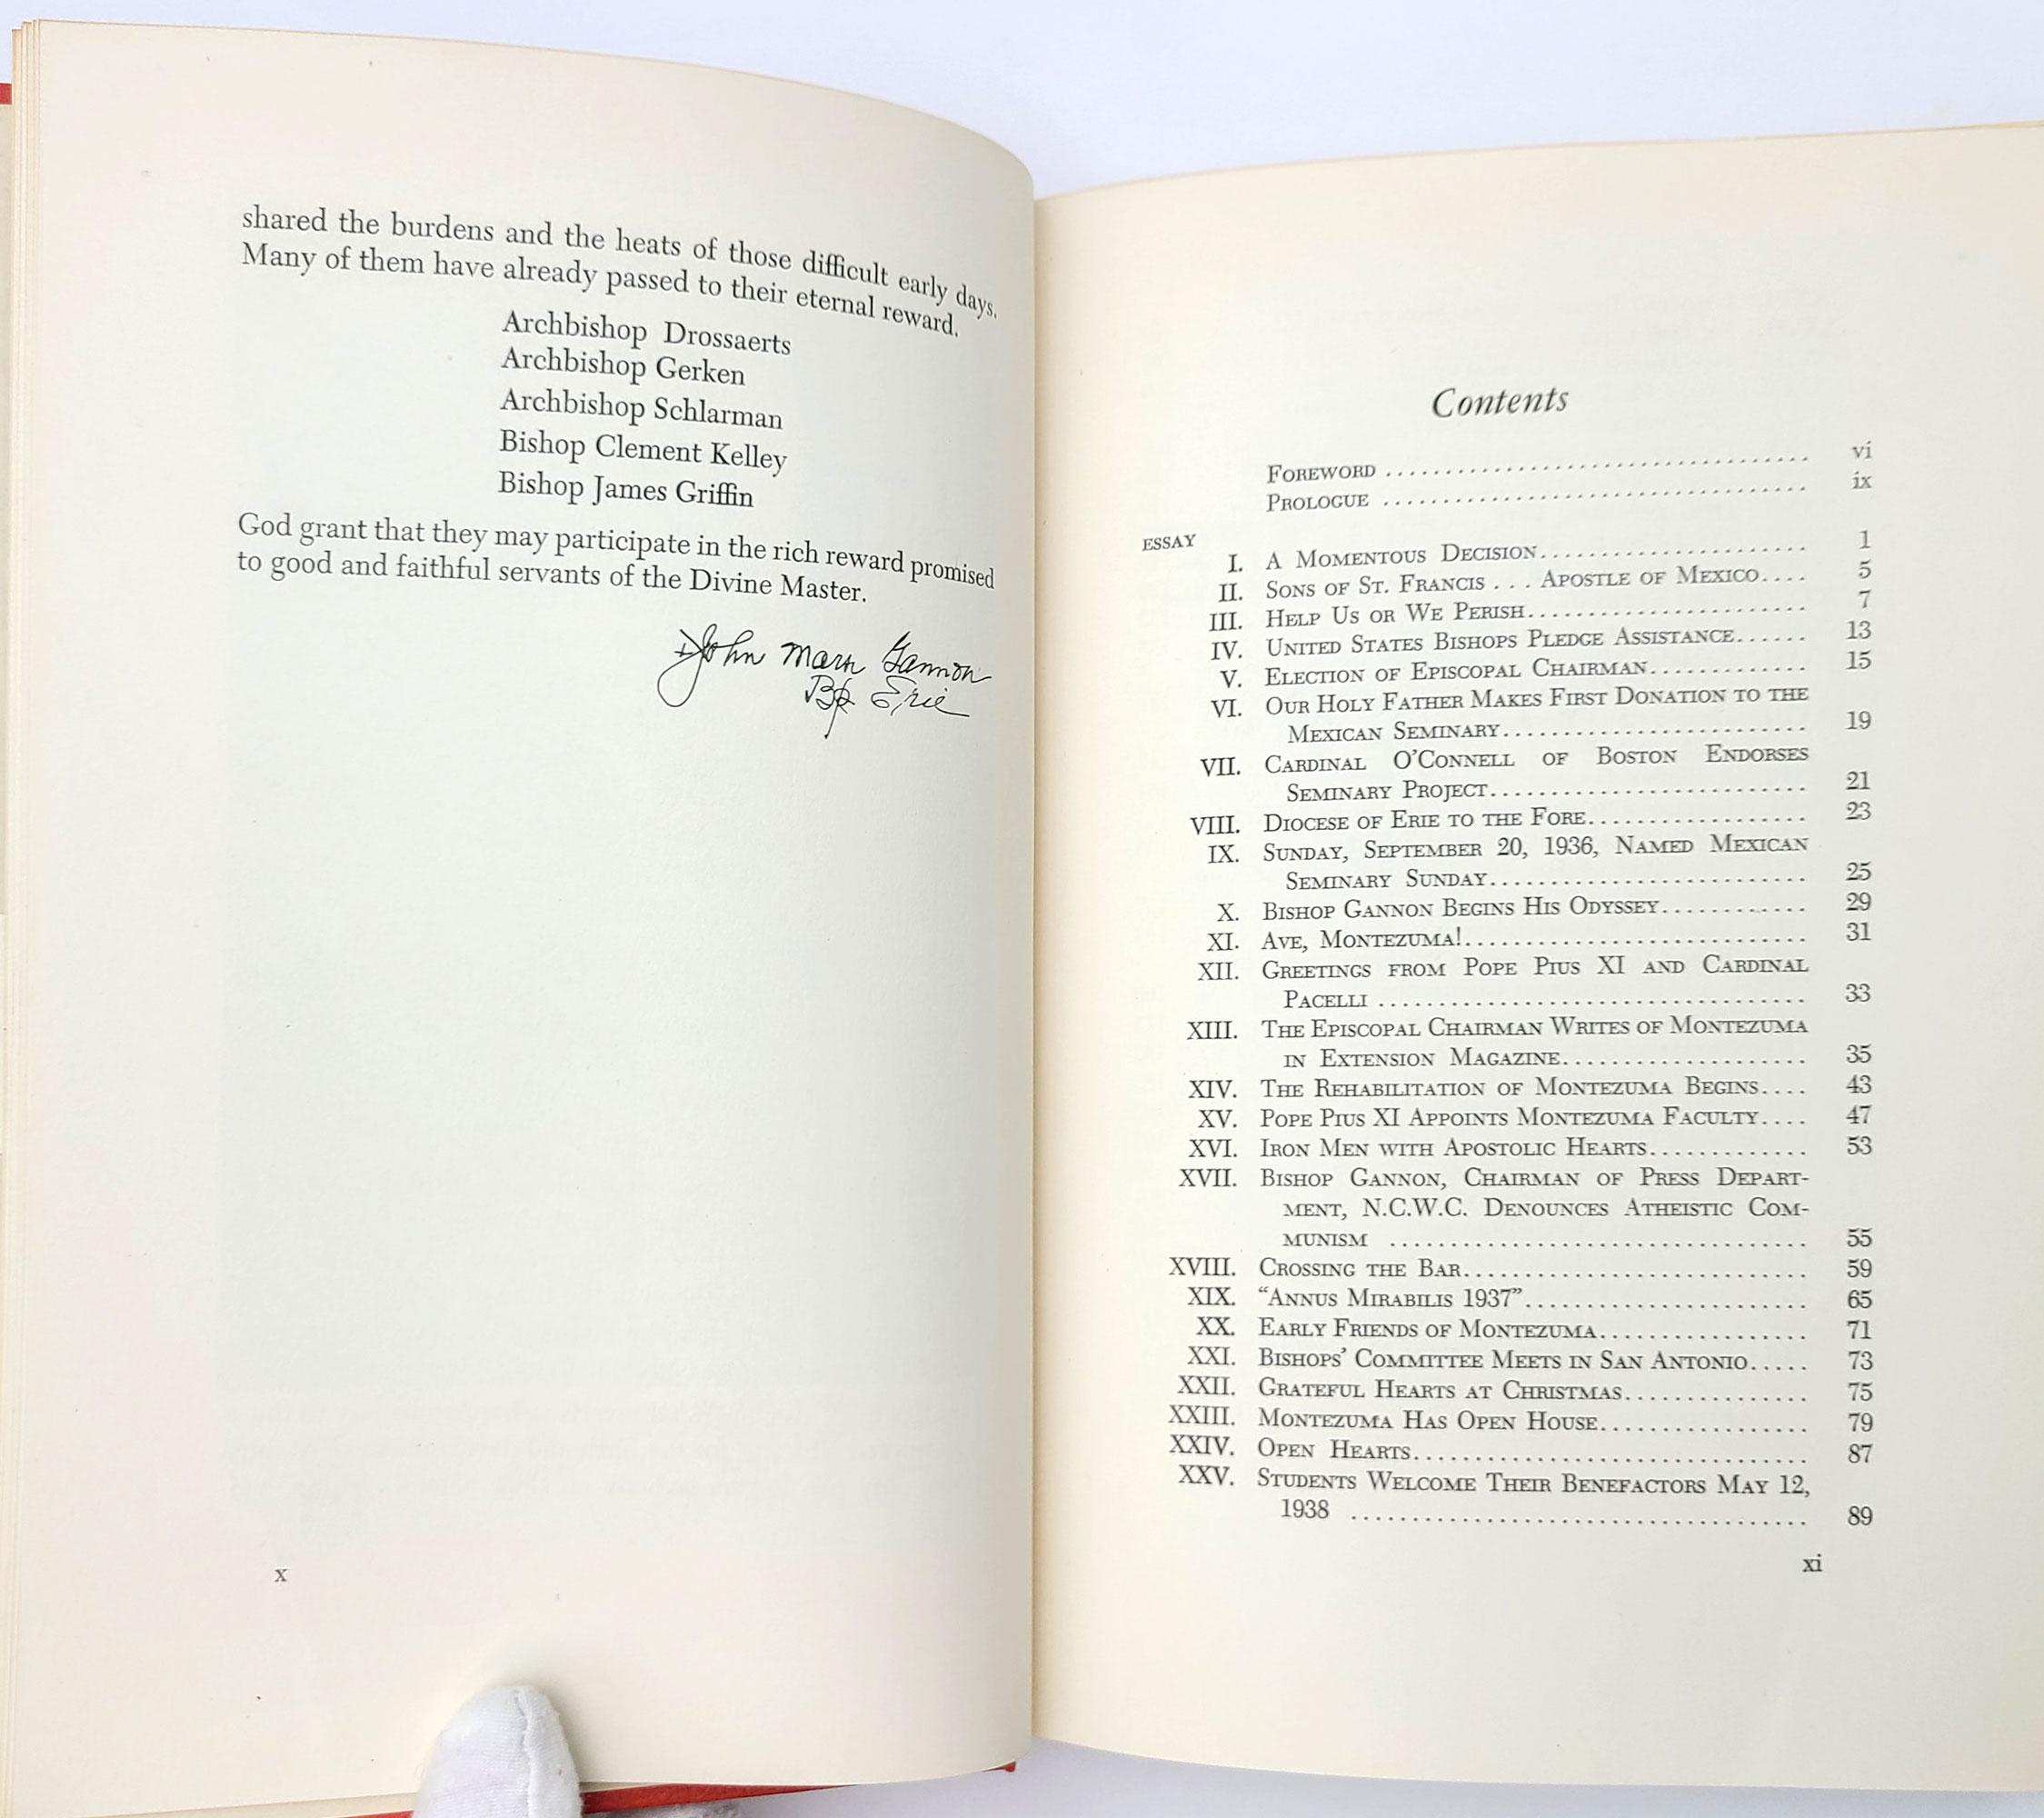 shared the burdens and the heats of those difficult early days.
Many of them have already passed to their eternal reward.
Archbishop Drossaerts
Archbishop Gerken
Archbishop Schlarman
Bishop Clement Kelley
Bishop James Griffin
God grant that they may participate in the rich reward promised
to good and faithful servants of the Divine Master.
John Mark Gannon
Bp Erie
x
Contents
FOREWORD .................................... vi
PROLOGUE .................................... ix
ESSAY
I. A MOMENTOUS DECISION...................... 1
II. SONS OF ST. FRANCIS . . . APOSTLE OF MEXICO.... 5
III. HELP US OR WE PERISH....................... 7
IV. UNITED STATES BISHOPS PLEDGE ASSISTANCE...... 13
V. ELECTION OF EPISCOPAL CHAIRMAN............. 15
VI. OUR HOLY FATHER MAKES FIRST DONATION TO THE
MEXICAN SEMINARY......................... 19
VII. CARDINAL O'CONNELL OF BOSTON ENDORSES
SEMINARY PROJECT.......................... 21
VIII. DIOCESE OF ERIE TO THE FORE.................. 23
IX. SUNDAY, SEPTEMBER 20, 1936, NAMED MEXICAN
SEMINARY SUNDAY.......................... 25
X. BISHOP GANNON BEGINS HIS ODYSSEY............ 29
XI. AVE, MONTEZUMA!............................ 31
XII. GREETINGS FROM POPE PIUS XI AND CARDINAL
PACELLI ................................... 33
XIII. THE EPISCOPAL CHAIRMAN WRITES OF MONTEZUMA
IN EXTENSION MAGAZINE.................... 35
XIV. THE REHABILITATION OF MONTEZUMA BEGINS.... 43
XV. POPE PIUS XI APPOINTS MONTEZUMA FACULTY.... 47
XVI. IRON MEN WITH APOSTOLIC HEARTS............. 53
XVII. BISHOP GANNON, CHAIRMAN OF PRESS DEPART-
MENT, N.C.W.C. DENOUNCES ATHEISTIC COM-
MUNISM .................................. 55
XVIII. CROSSING THE BAR............................ 59
XIX. “ANNUS MIRABILIS 1937”....................... 65
XX. EARLY FRIENDS OF MONTEZUMA................. 71
XXI. BISHOPS’ COMMITTEE MEETS IN SAN ANTONIO..... 73
XXII. GRATEFUL HEARTS AT CHRISTMAS............... 75
XXIII. MONTEZUMA HAS OPEN HOUSE................. 79
XXIV. OPEN HEARTS................................. 87
XXV. STUDENTS WELCOME THEIR BENEFACTORS MAY 12,
1938 ...................................... 89
xi